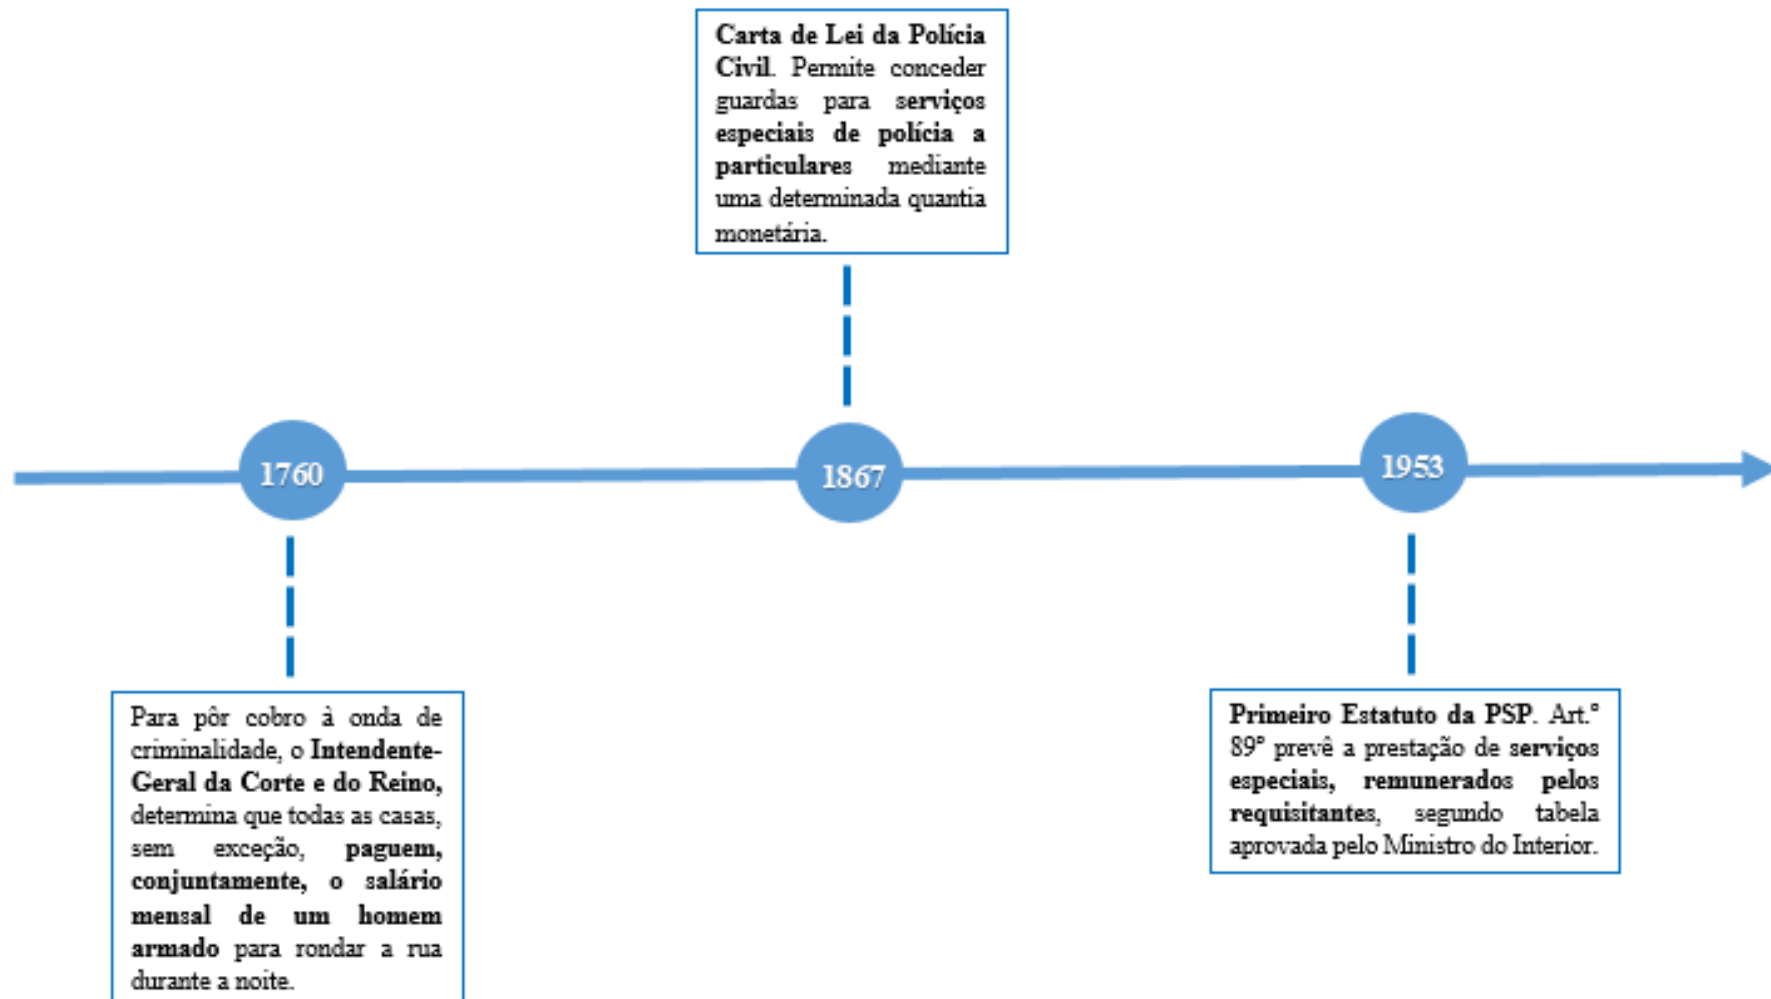 Carta de Lei da Polícia
Civil. Permite conceder
guardas para serviços
especiais de polícia a
particulares mediante
uma determinada quantia
monetária.
1760
1867
1953
Para pôr cobro à onda de
criminalidade, o Intendente-
Geral da Corte e do Reino,
determina que todas as casas,
sem exceção, paguem,
conjuntamente, o salário
mensal de um homem
armado para rondar a rua
durante a noite.
Primeiro Estatuto da PSP. Art.º
89º prevê a prestação de serviços
especiais, remunerados pelos
requisitantes, segundo tabela
aprovada pelo Ministro do Interior.